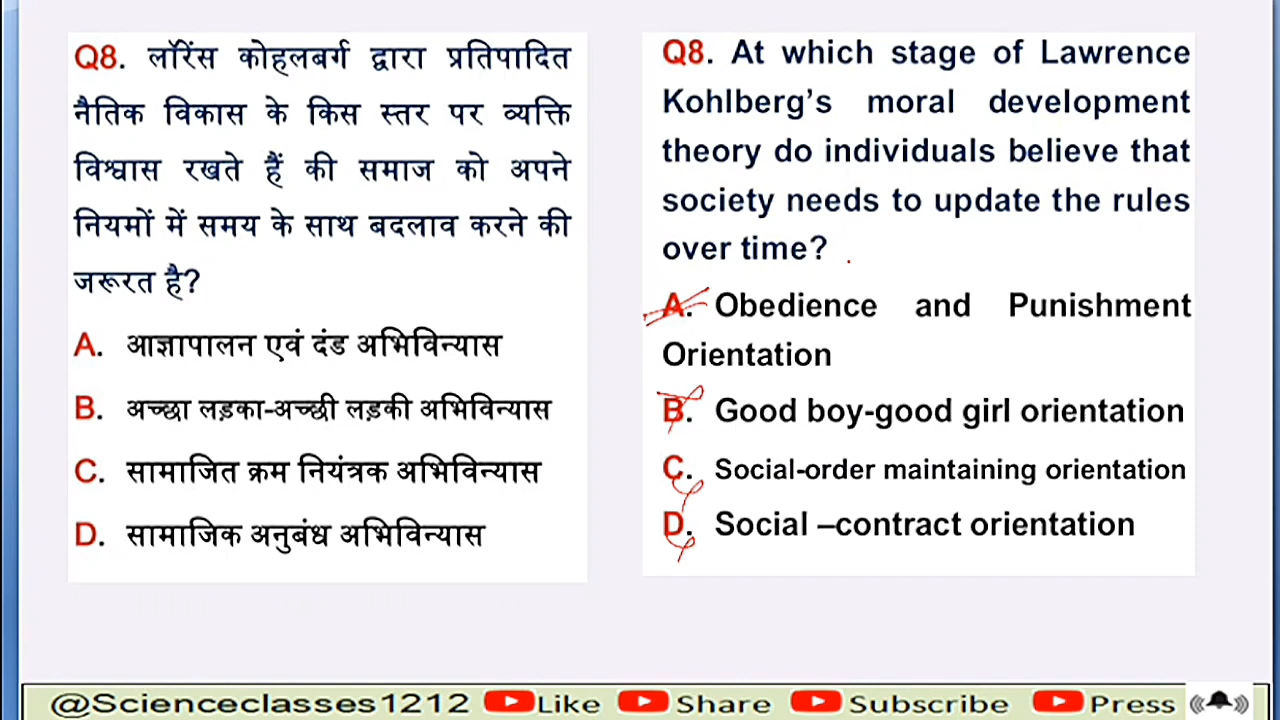 Q8. लॉरेंस कोहलबर्ग द्वारा प्रतिपादित
नैतिक विकास के किस स्तर पर व्यक्ति
विश्वास रखते हैं की समाज को अपने
नियमों में समय के साथ बदलाव करने की
जरूरत है?
A. आज्ञापालन एवं दंड अभिविन्यास
B. अच्छा लड़का-अच्छी लड़की अभिविन्यास
C. सामाजित क्रम नियंत्रक अभिविन्यास
D. सामाजिक अनुबंध अभिविन्यास
Q8. At which stage of Lawrence
Kohlberg’s moral development
theory do individuals believe that
society needs to update the rules
over time?
A. Obedience and Punishment
Orientation
B. Good boy-good girl orientation
C. Social-order maintaining orientation
D. Social –contract orientation
@Scienceclasses1212 Like Share Subscribe Press